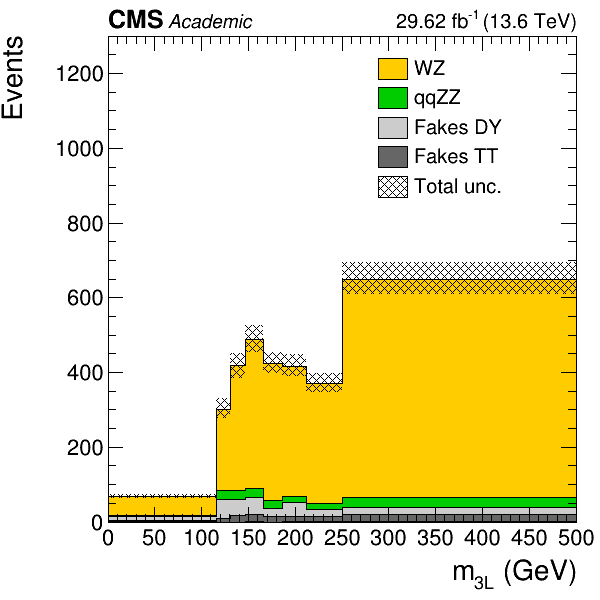 CMS Academic 29.62 fb-1 (13.6 TeV)
Events
WZ
qqZZ
Fakes DY
Fakes TT
Total unc.
1200
1000
800
600
400
200
0
0 50 100 150 200 250 300 350 400 450 500
m3L (GeV)